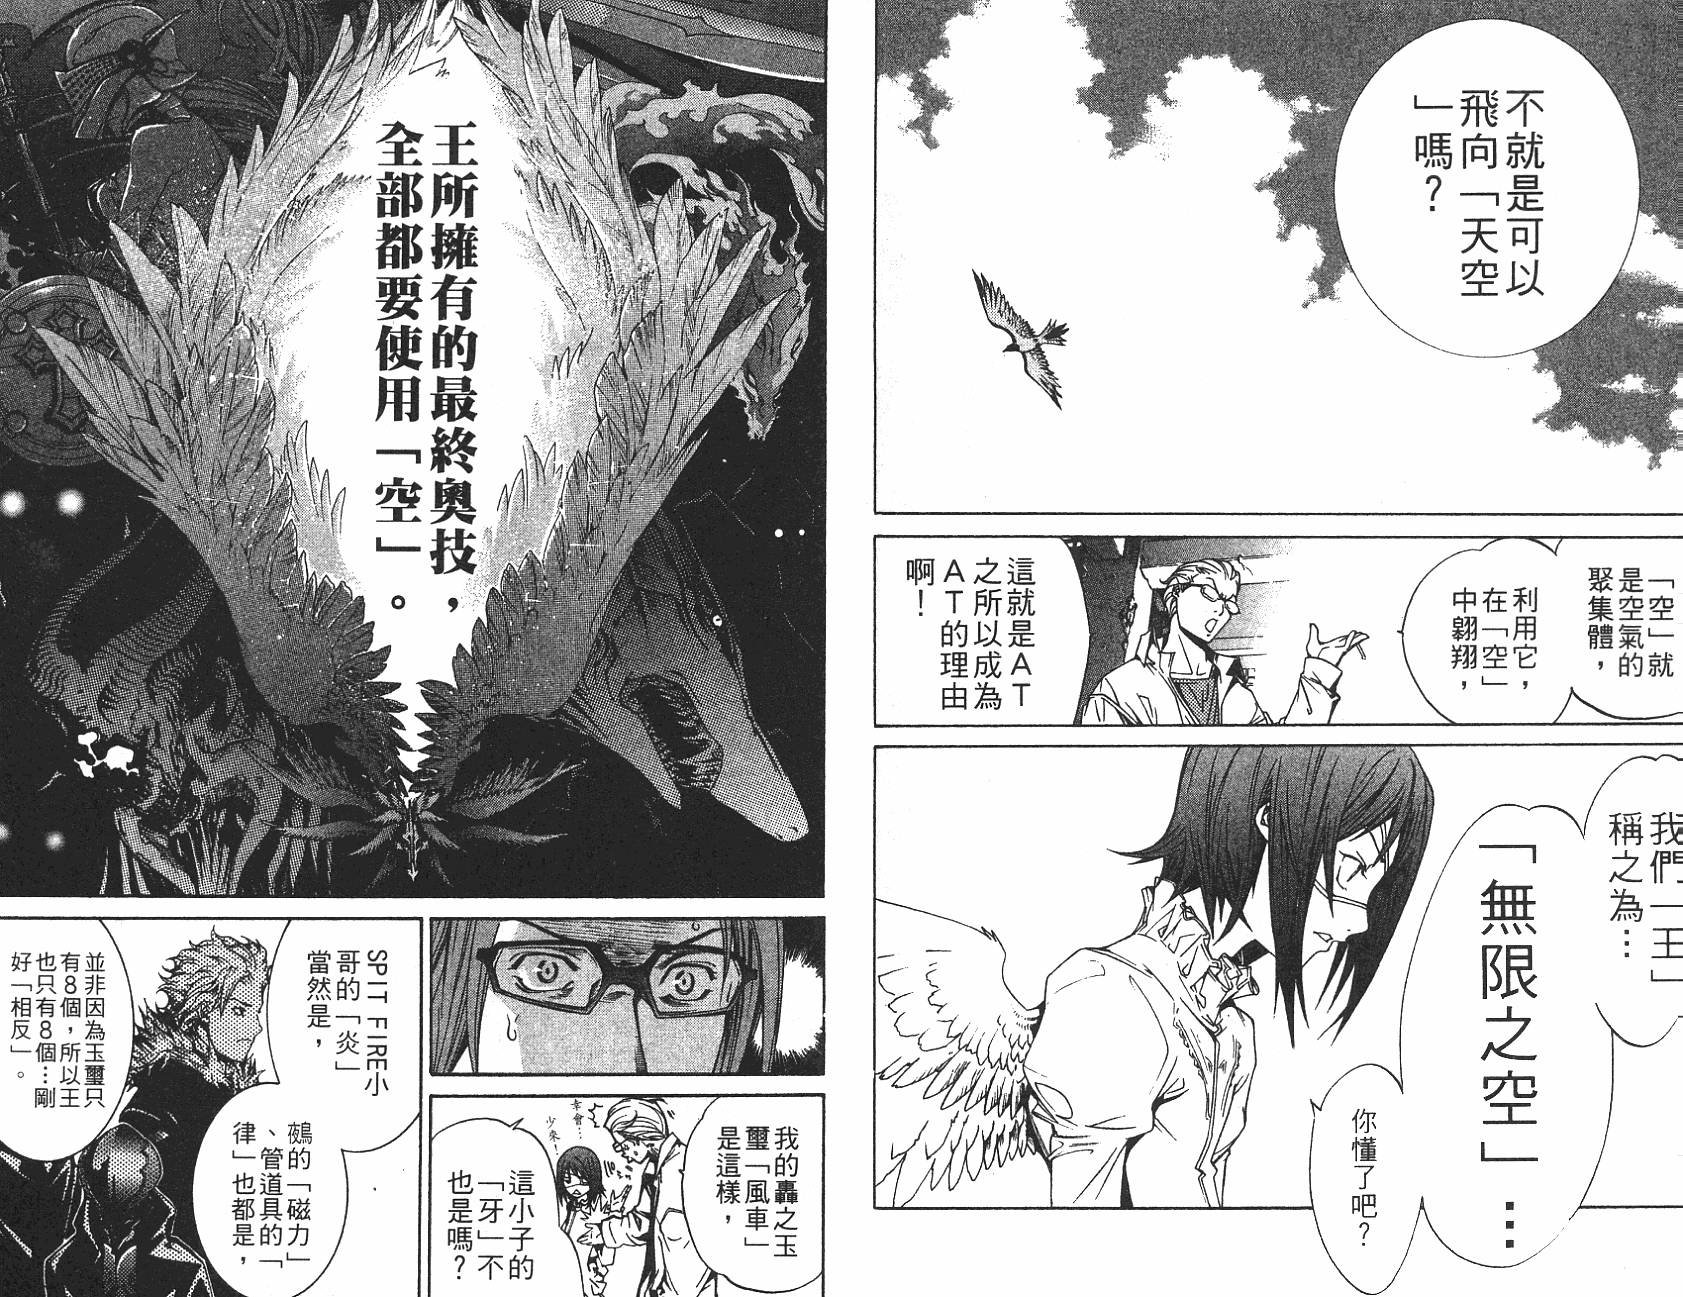 不就是可以
飛向「天空
」嗎？
「空」就
是空氣的
聚集體，
利用它，
在「空」
中翱翔，
這就是ＡＴ
之所以成為
ＡＴ的理由
啊！
我們「王」
稱之為…
「無限之空」…
你懂了吧？
王所擁有的最終奧技，
全部都要使用「空」。
我的轟之玉
璽「風車」
是這樣，
這小子的
「牙」不
也是嗎？
幸會…
少來！
SPIT FIRE小
哥的「炎」
當然是，
鵺的「磁力」
、管道具的「
律」也都是，
並非因為玉璽只
有8個，所以王
也只有8個…剛
好「相反」。